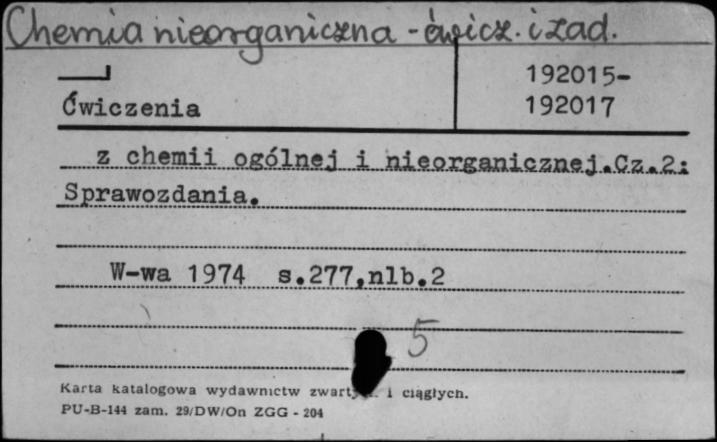 Chemia nieorganiczna - ćwicz. i zad.
192015-
Ćwiczenia
192017
z chemii ogólnej i nieorganicznej.Cz.2:
Sprawozdania.
W-wa 1974 s.277,nlb.2
5
Karta katalogowa wydawnictw i ciągłych.
PU-B-144 zam. 29/DW/On ZGG - 204